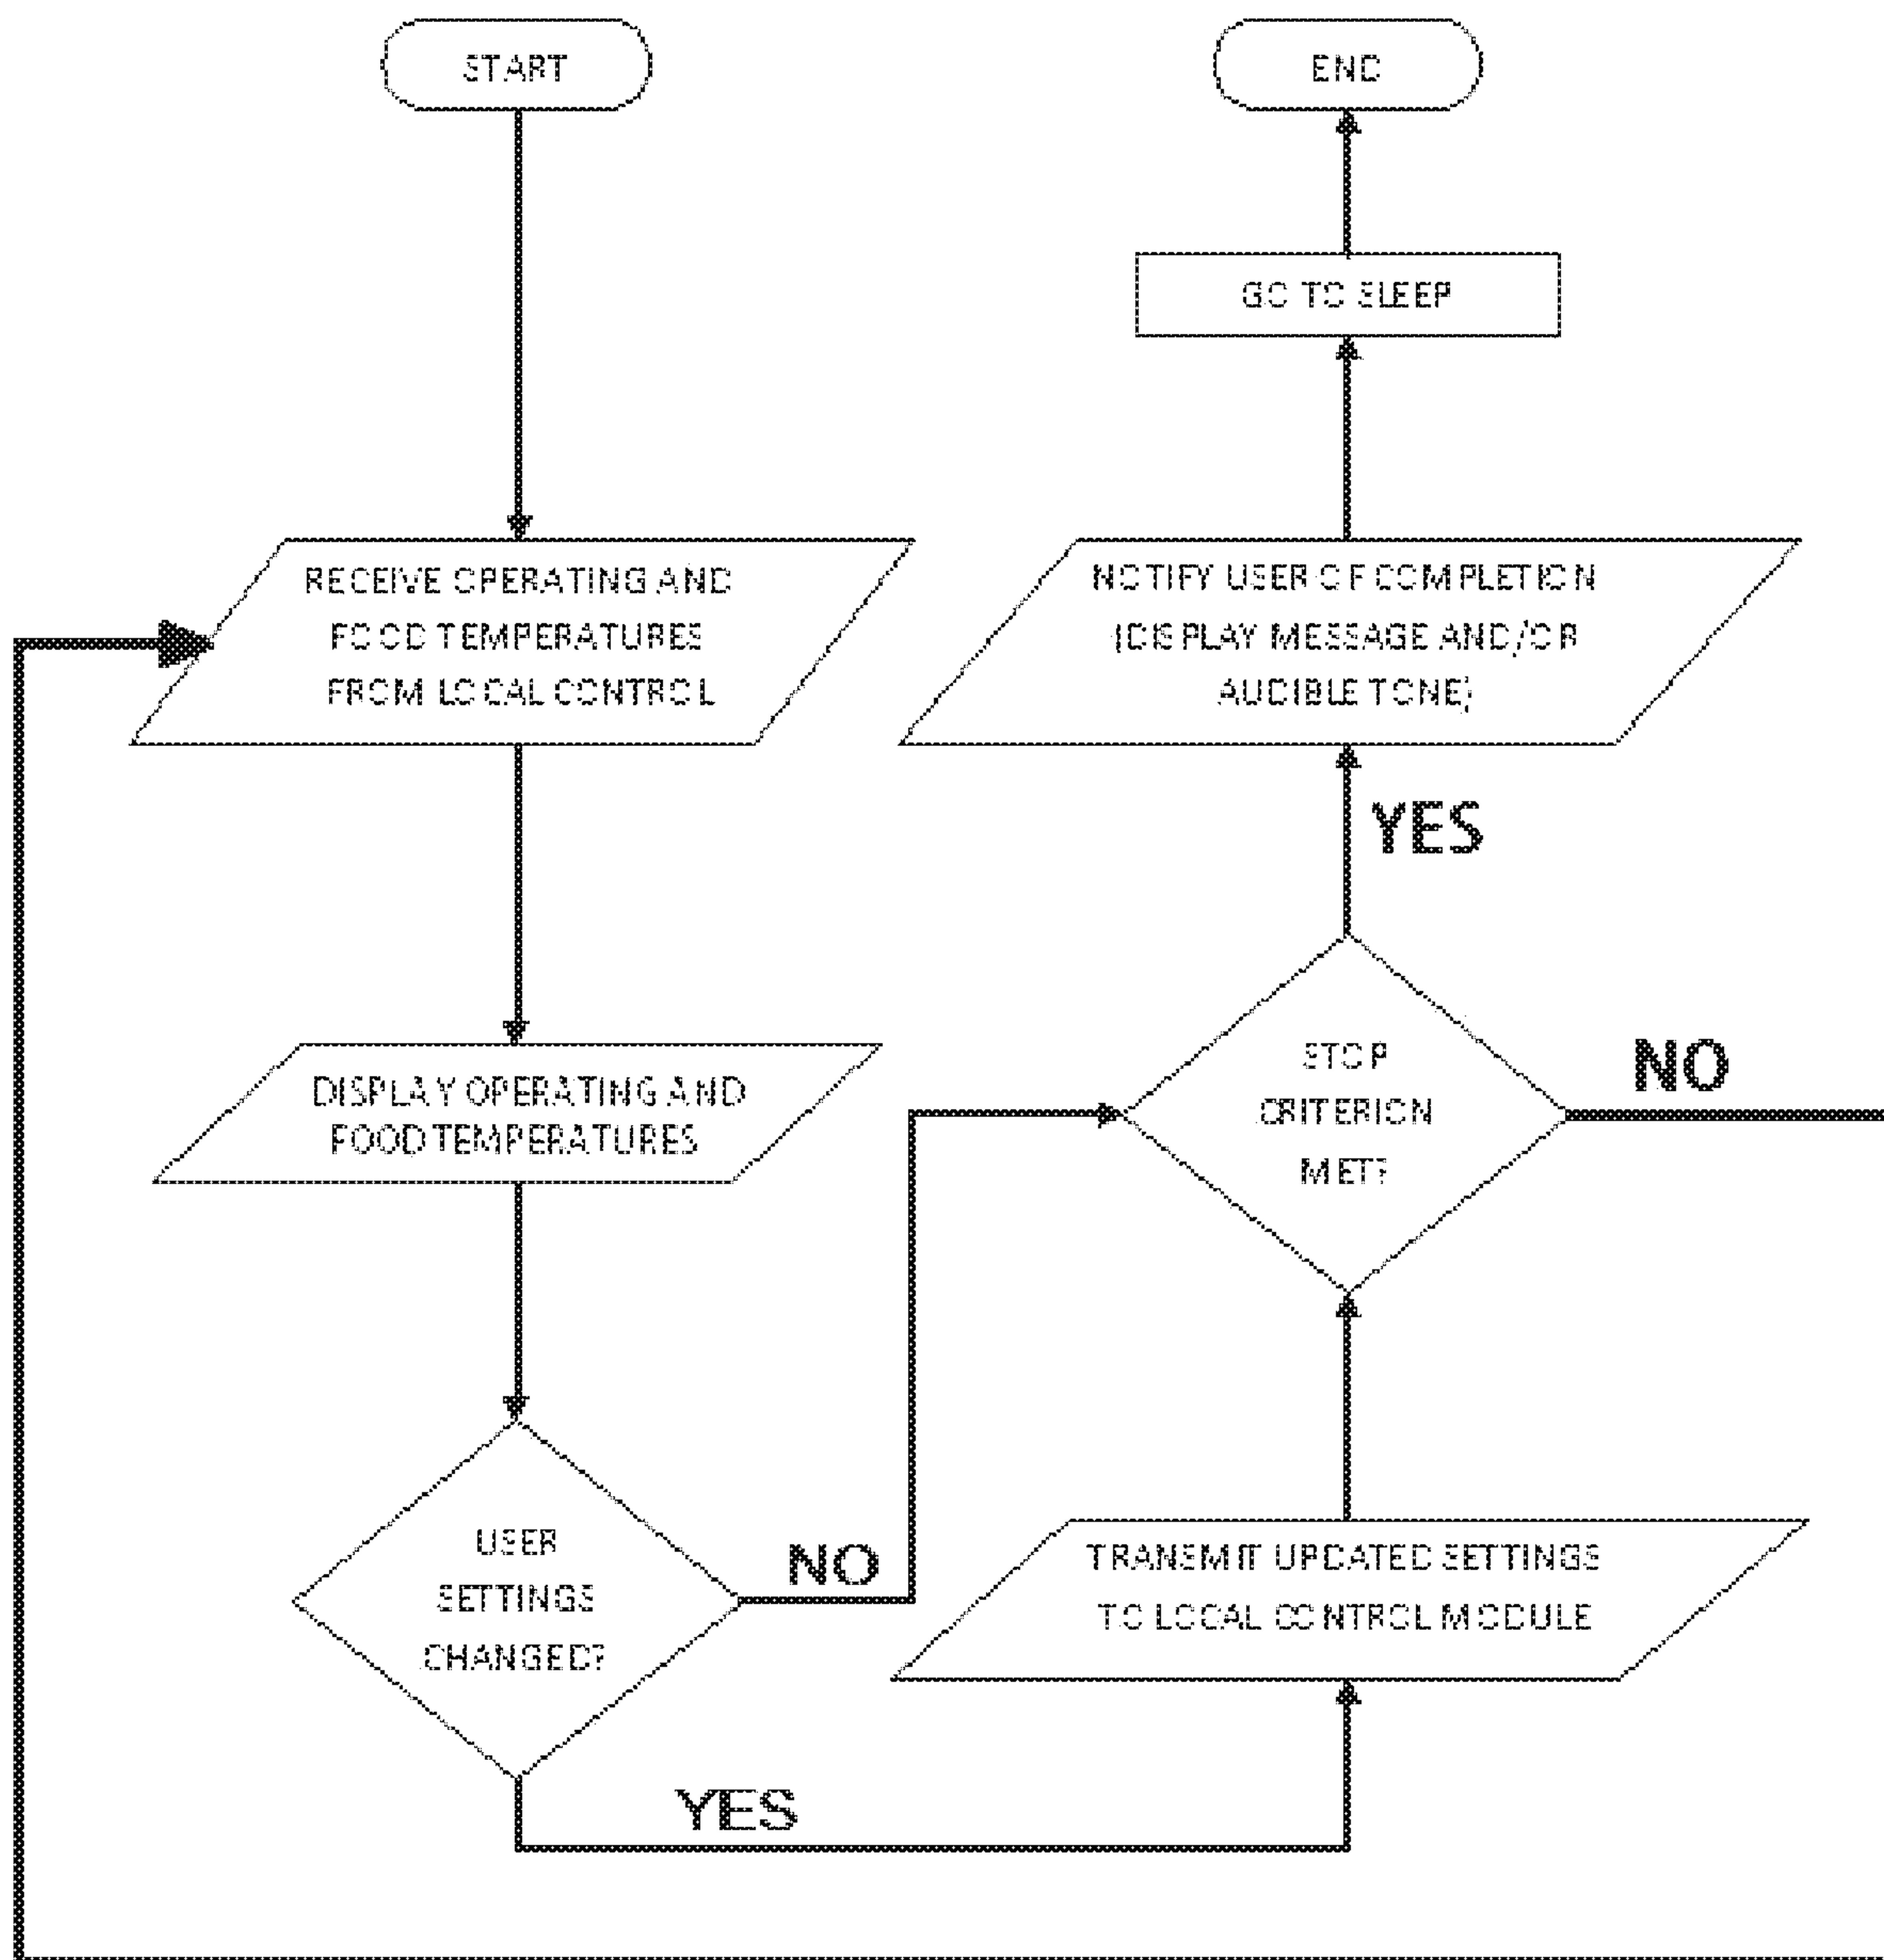 START
RECEIVE OPERATING AND
FOOD TEMPERATURES
FROM LOCAL CONTROL
DISPLAY OPERATING AND
FOOD TEMPERATURES
USER
SETTINGS
CHANGED?
NO
YES
TRANSMIT UPDATED SETTINGS
TO LOCAL CONTROL MODULE
STOP
CRITERION
MET?
NO
YES
NOTIFY USER OF COMPLETION
(DISPLAY MESSAGE AND/OR
AUDIBLE TONE)
GO TO SLEEP
END